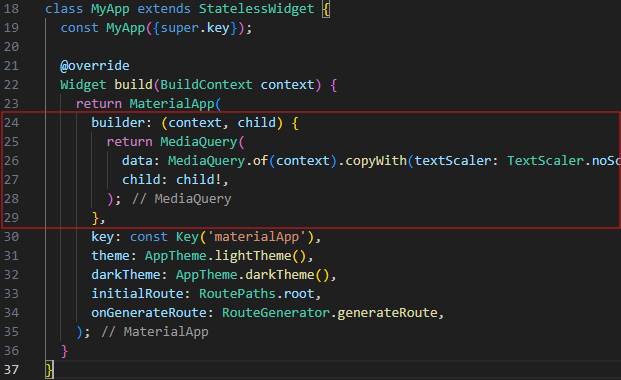 18 class MyApp extends StatelessWidget {
19   const MyApp({super.key});
20
21   @override
22   Widget build(BuildContext context) {
23     return MaterialApp(
24       builder: (context, child) {
25         return MediaQuery(
26           data: MediaQuery.of(context).copyWith(textScaler: TextScaler.noSc
27           child: child!,
28         ); // MediaQuery
29       },
30       key: const Key('materialApp'),
31       theme: AppTheme.lightTheme(),
32       darkTheme: AppTheme.darkTheme(),
33       initialRoute: RoutePaths.root,
34       onGenerateRoute: RouteGenerator.generateRoute,
35     ); // MaterialApp
36   }
37 }